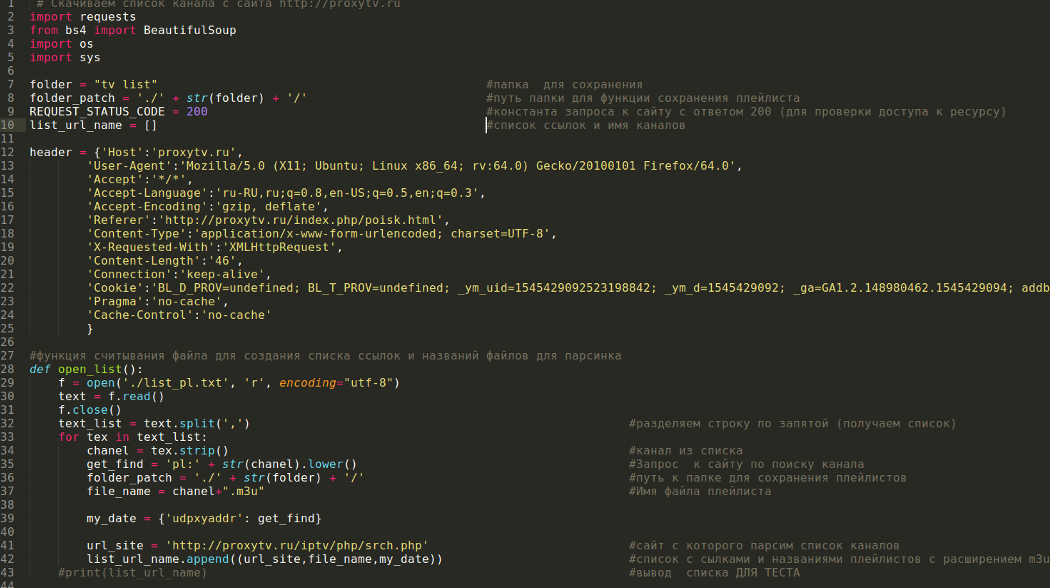 1 # Скачиваем список канала с сайта http://proxytv.ru
2 import requests
3 from bs4 import BeautifulSoup
4 import os
5 import sys
6
7 folder = "tv list" #папка для сохранения
8 folder_patch = './' + str(folder) + '/' #путь папки для функции сохранения плейлиста
9 REQUEST_STATUS_CODE = 200 #константа запроса к сайту с ответом 200 (для проверки доступа к ресурсу)
10 list_url_name = [] #список ссылок и имя каналов
11
12 header = {'Host':'proxytv.ru',
13 'User-Agent':'Mozilla/5.0 (X11; Ubuntu; Linux x86_64; rv:64.0) Gecko/20100101 Firefox/64.0',
14 'Accept':'*/*',
15 'Accept-Language':'ru-RU,ru;q=0.8,en-US;q=0.5,en;q=0.3',
16 'Accept-Encoding':'gzip, deflate',
17 'Referer':'http://proxytv.ru/index.php/poisk.html',
18 'Content-Type':'application/x-www-form-urlencoded; charset=UTF-8',
19 'X-Requested-With':'XMLHttpRequest',
20 'Content-Length':'46',
21 'Connection':'keep-alive',
22 'Cookie':'BL_D_PROV=undefined; BL_T_PROV=undefined; _ym_uid=1545429092523198842; _ym_d=1545429092; _ga=GA1.2.148980462.1545429094; addb
23 'Pragma':'no-cache',
24 'Cache-Control':'no-cache'
25 }
26
27 #функция считывания файла для создания списка ссылок и названий файлов для парсинка
28 def open_list():
29 f = open('./list_pl.txt', 'r', encoding="utf-8")
30 text = f.read()
31 f.close()
32 text_list = text.split(',') #разделяем строку по запятой (получаем список)
33 for tex in text_list:
34 chanel = tex.strip() #канал из списка
35 get_find = 'pl:' + str(chanel).lower() #Запрос к сайту по поиску канала
36 folder_patch = './' + str(folder) + '/' #путь к папке для сохранения плейлистов
37 file_name = chanel+".m3u" #Имя файла плейлиста
38
39 my_date = {'udpxyaddr': get_find}
40
41 url_site = 'http://proxytv.ru/iptv/php/srch.php' #сайт с которого парсим список каналов
42 list_url_name.append((url_site,file_name,my_date)) #список с сылками и названиями плейлистов с расширением m3u
43 #print(list_url_name) #вывод списка ДЛЯ ТЕСТА
44